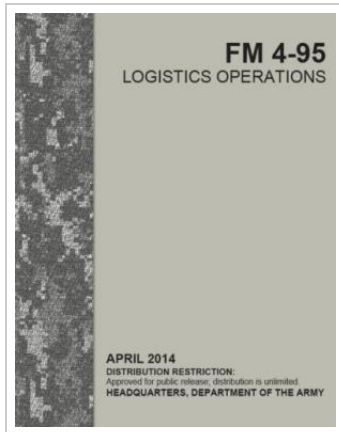 FM 4-95
LOGISTICS OPERATIONS
APRIL 2014
DISTRIBUTION RESTRICTION:
Approved for public release; distribution is unlimited.
HEADQUARTERS, DEPARTMENT OF THE ARMY